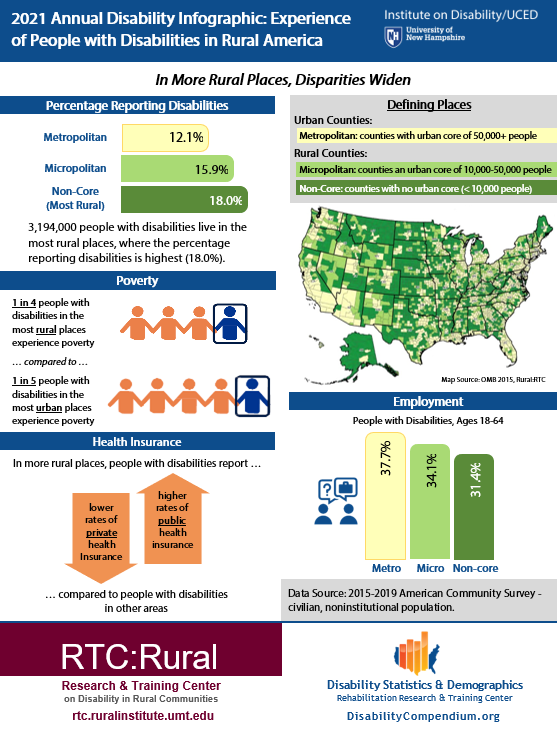 2021 Annual Disability Infographic: Experience
of People with Disabilities in Rural America
Institute on Disability/UCED
University of
New Hampshire
In More Rural Places, Disparities Widen
Percentage Reporting Disabilities
Metropolitan
12.1%
Micropolitan
15.9%
Non-Core
(Most Rural)
18.0%
3,194,000 people with disabilities live in the
most rural places, where the percentage
reporting disabilities is highest (18.0%).
Defining Places
Urban Counties:
Metropolitan: counties with urban core of 50,000+ people
Rural Counties:
Micropolitan: counties an urban core of 10,000-50,000 people
Non-Core: counties with no urban core (< 10,000 people)
Map Source: OMB 2015, Rural:RTC
Poverty
1 in 4 people with
disabilities in the
most rural places
experience poverty
... compared to ...
1 in 5 people with
disabilities in the
most urban places
experience poverty
Health Insurance
In more rural places, people with disabilities report ...
lower
rates of
private
health
Insurance
higher
rates of
public
health
insurance
... compared to people with disabilities
in other areas
Employment
People with Disabilities, Ages 18-64
37.7%
34.1%
31.4%
?
Metro
Micro
Non-core
Data Source: 2015-2019 American Community Survey -
civilian, noninstitutional population.
RTC:Rural
Research & Training Center
on Disability in Rural Communities
rtc.ruralinstitute.umt.edu
Disability Statistics & Demographics
Rehabilitation Research & Training Center
DisabilityCompendium.org